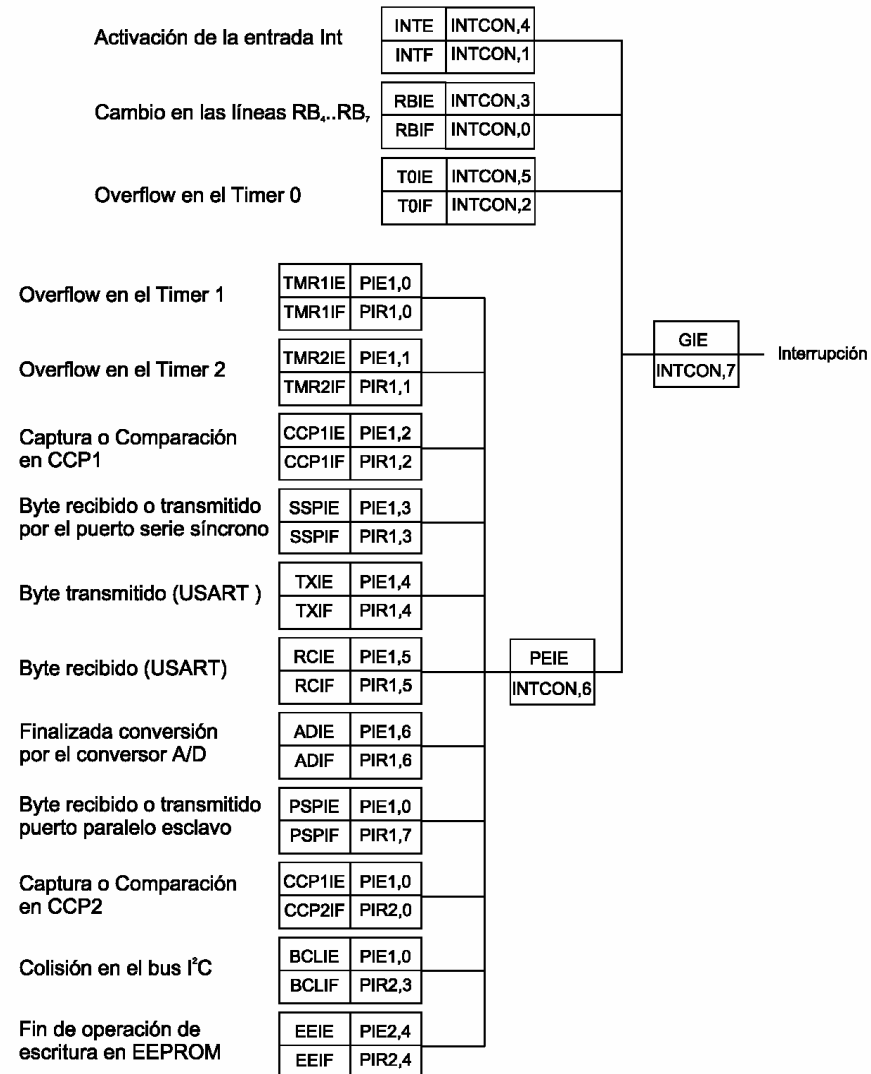 Activación de la entrada Int
INTE INTCON,4
INTF INTCON,1
Cambio en las líneas RB₄..RB₇
RBIE INTCON,3
RBIF INTCON,0
Overflow en el Timer 0
T0IE INTCON,5
T0IF INTCON,2
Overflow en el Timer 1
TMR1IE PIE1,0
TMR1IF PIR1,0
Overflow en el Timer 2
TMR2IE PIE1,1
TMR2IF PIR1,1
Captura o Comparación
en CCP1
CCP1IE PIE1,2
CCP1IF PIR1,2
Byte recibido o transmitido
por el puerto serie síncrono
SSPIE PIE1,3
SSPIF PIR1,3
Byte transmitido (USART )
TXIE PIE1,4
TXIF PIR1,4
Byte recibido (USART)
RCIE PIE1,5
RCIF PIR1,5
Finalizada conversión
por el conversor A/D
ADIE PIE1,6
ADIF PIR1,6
Byte recibido o transmitido
puerto paralelo esclavo
PSPIE PIE1,0
PSPIF PIR1,7
Captura o Comparación
en CCP2
CCP1IE PIE1,0
CCP2IF PIR2,0
Colisión en el bus I²C
BCLIE PIE1,0
BCLIF PIR2,3
Fin de operación de
escritura en EEPROM
EEIE PIE2,4
EEIF PIR2,4
PEIE
INTCON,6
GIE
INTCON,7
Interrupción